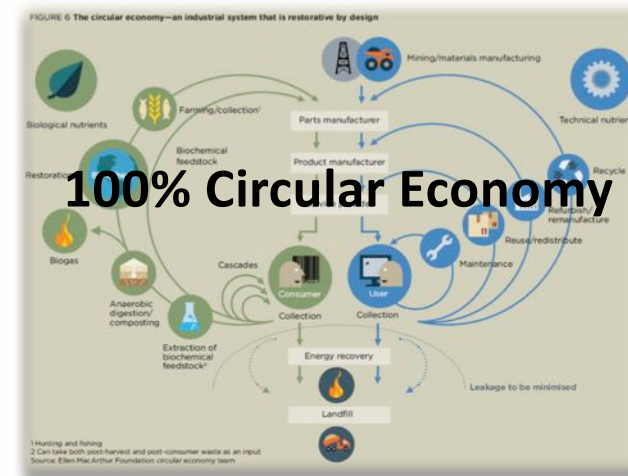 FIGURE 6 The circular economy—an industrial system that is restorative by design
Mining/materials manufacturing
Farming/collection¹
Biological nutrients
Parts manufacturer
Technical nutrien
Biochemical
feedstock
Product manufacturer
Restoration
Recycle
100% Circular Economy
Refurbish/
remanufacture
Reuse/redistribute
Biogas
Cascades
Maintenance
Consumer
User
Anaerobic
digestion/
composting
Collection
Collection
Extraction of
biochemical
feedstock²
Energy recovery
Leakage to be minimised
Landfill
1 Hunting and fishing
2 Can take both post-harvest and post-consumer waste as an input
Source: Ellen MacArthur Foundation circular economy team